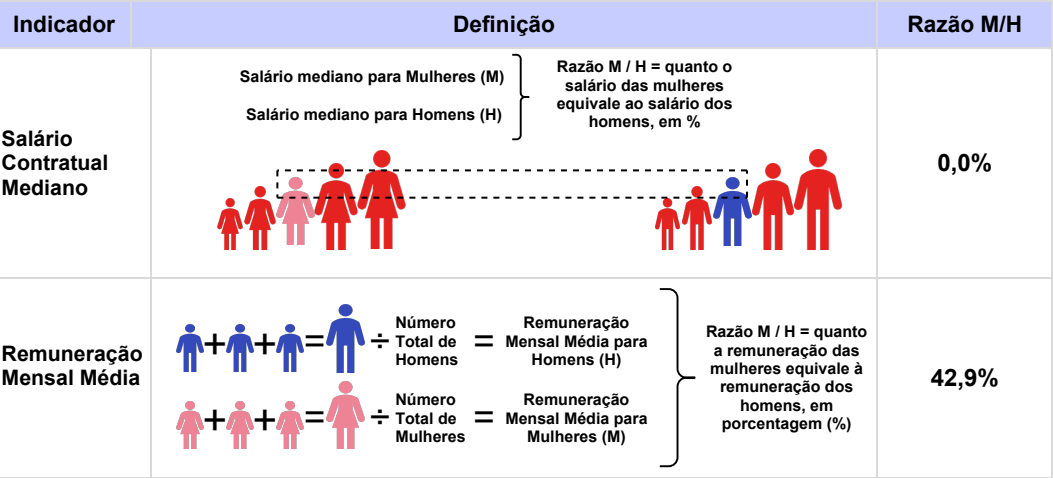 Indicador
Definição
Razão M/H
Salário
Contratual
Mediano
Salário mediano para Mulheres (M)
Salário mediano para Homens (H)
Razão M / H = quanto o
salário das mulheres
equivale ao salário dos
homens, em %
0,0%
Remuneração
Mensal Média
+ + = ÷
Número
Total de
Homens
=
Remuneração
Mensal Média para
Homens (H)
+ + = ÷
Número
Total de
Mulheres
=
Remuneração
Mensal Média para
Mulheres (M)
Razão M / H = quanto
a remuneração das
mulheres equivale à
remuneração dos
homens, em
porcentagem (%)
42,9%